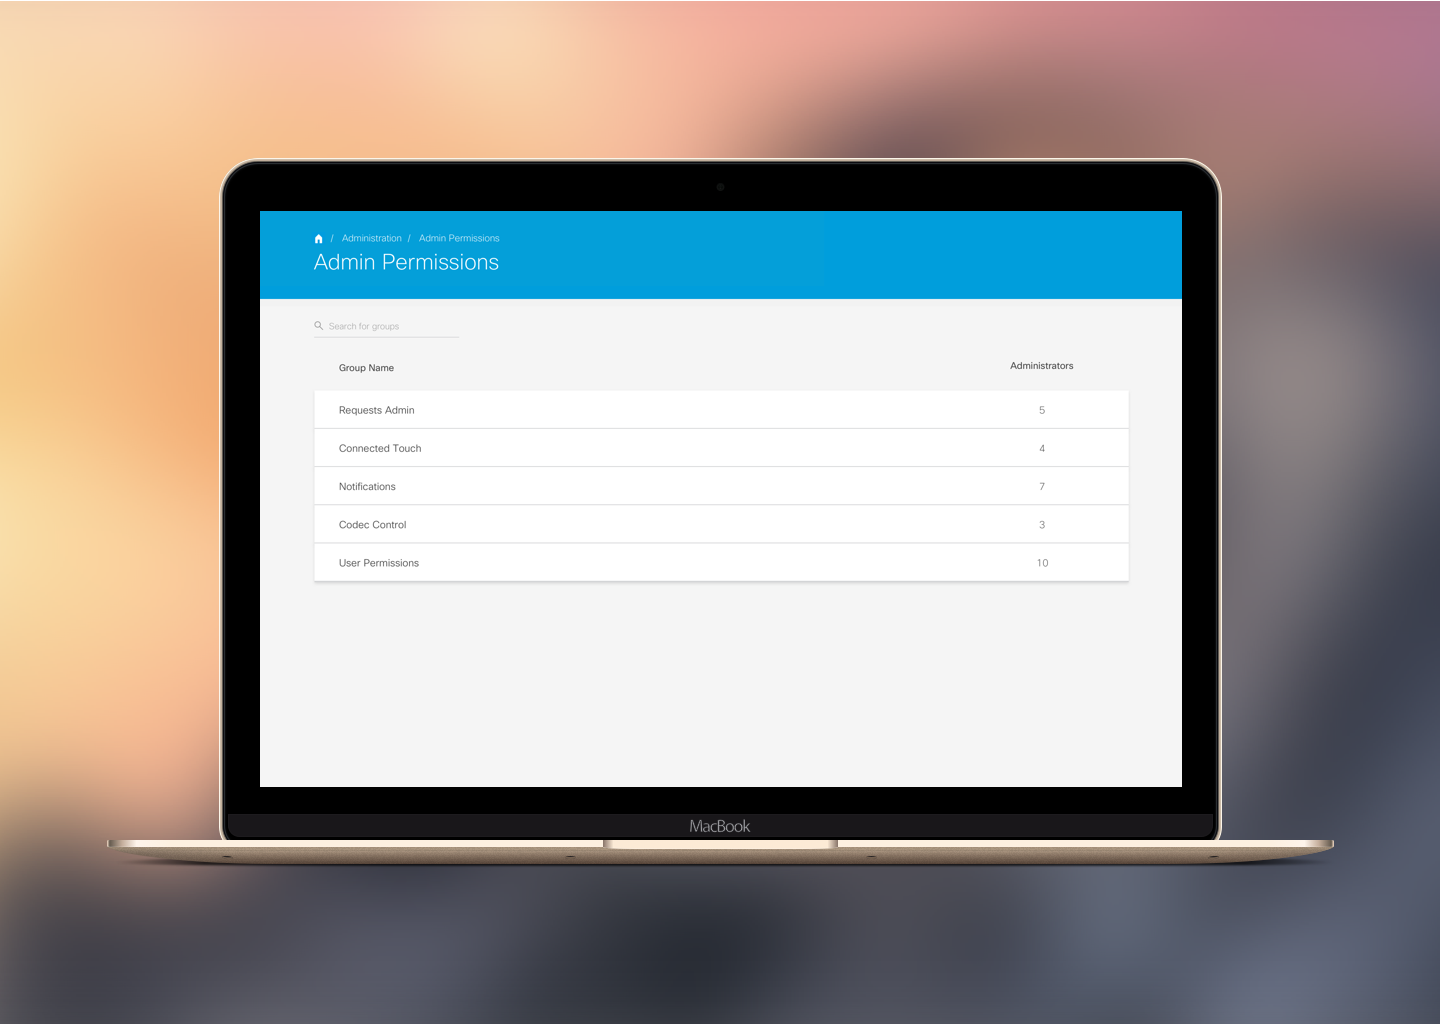 / Administration / Admin Permissions
Admin Permissions
Search for groups
Group Name Administrators
Requests Admin 5
Connected Touch 4
Notifications 7
Codec Control 3
User Permissions 10
MacBook